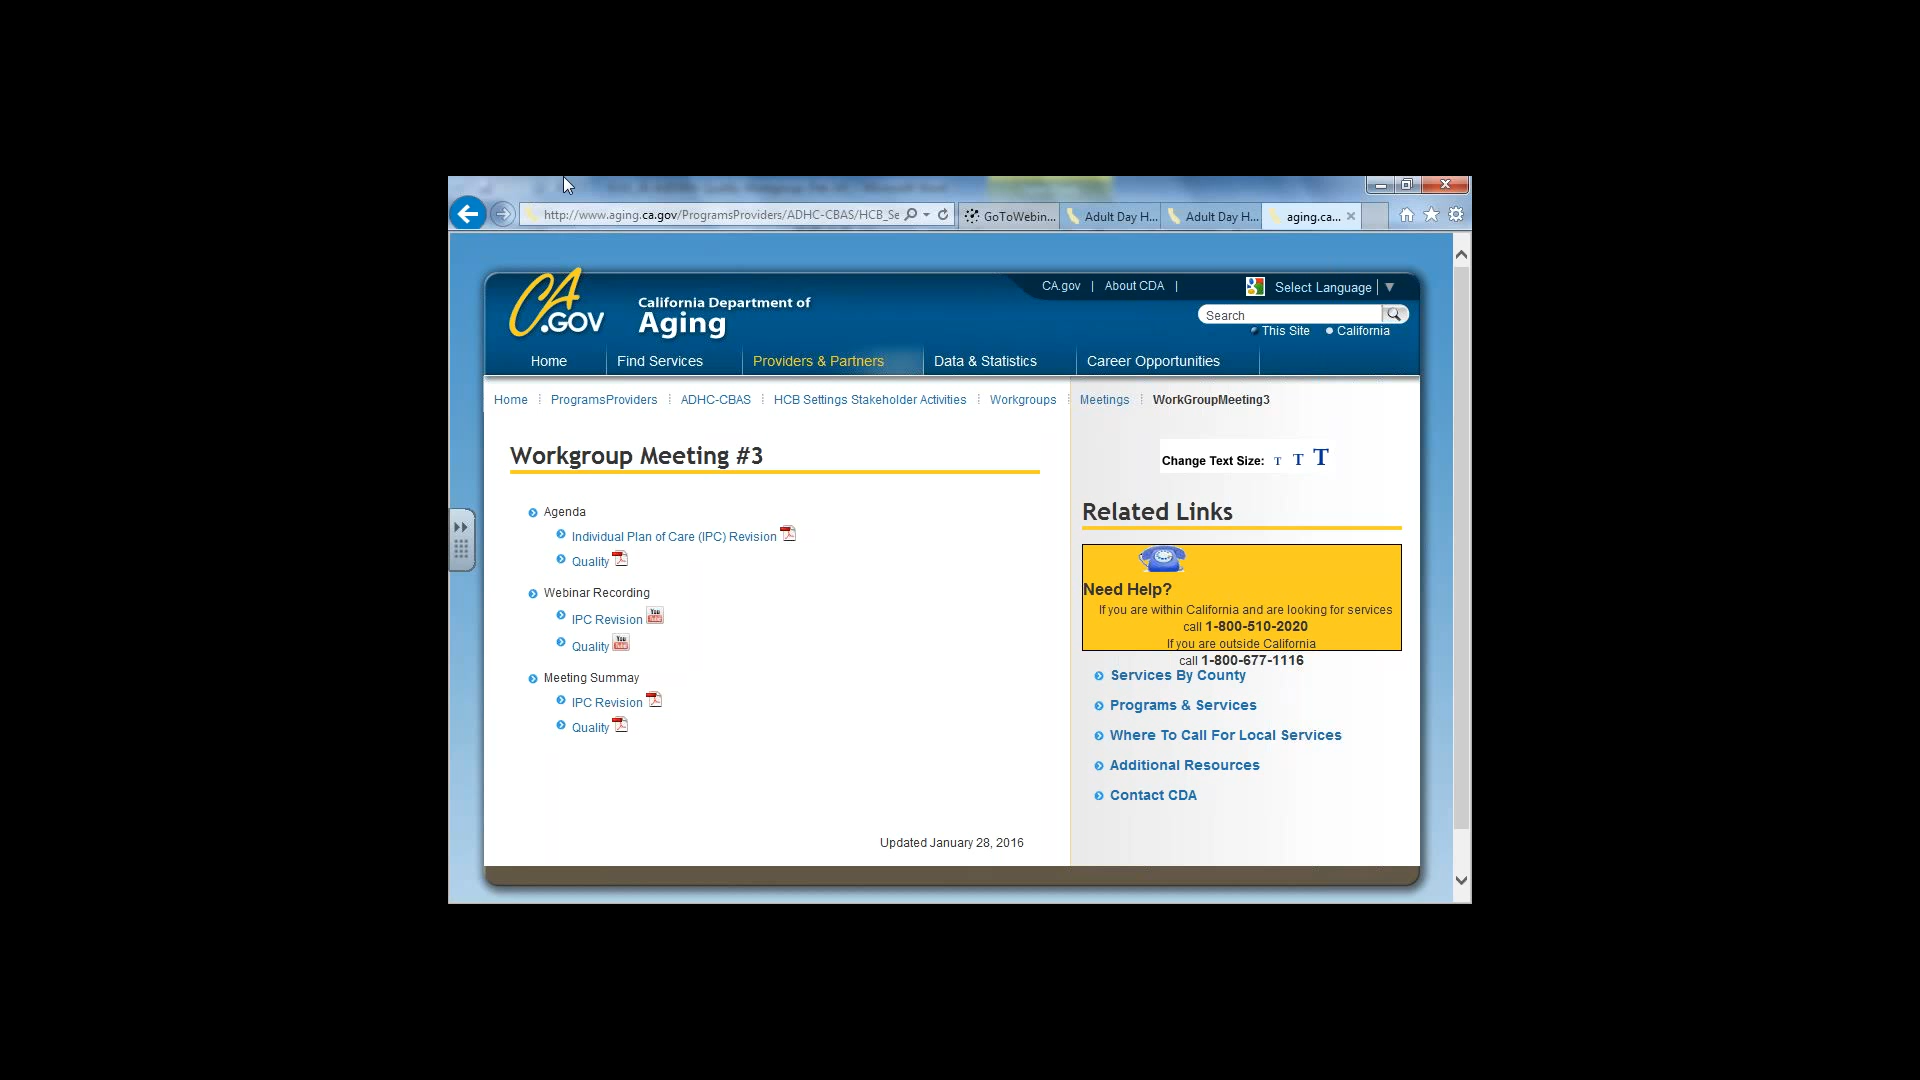 http://www.aging.ca.gov/ProgramsProviders/ADHC-CBAS/HCB_Se
GoToWebin...
Adult Day H...
Adult Day H...
aging.ca...
CA.GOV
California Department of
Aging
CA.gov | About CDA |
Select Language ▼
Search
This Site California
Home
Find Services
Providers & Partners
Data & Statistics
Career Opportunities
Home ProgramsProviders ADHC-CBAS HCB Settings Stakeholder Activities Workgroups Meetings WorkGroupMeeting3
Workgroup Meeting #3
Agenda
Individual Plan of Care (IPC) Revision
Quality
Webinar Recording
IPC Revision You Tube
Quality You Tube
Meeting Summay
IPC Revision
Quality
Updated January 28, 2016
Change Text Size: T T T
Related Links
Need Help?
If you are within California and are looking for services
call 1-800-510-2020
If you are outside California
call 1-800-677-1116
Services By County
Programs & Services
Where To Call For Local Services
Additional Resources
Contact CDA